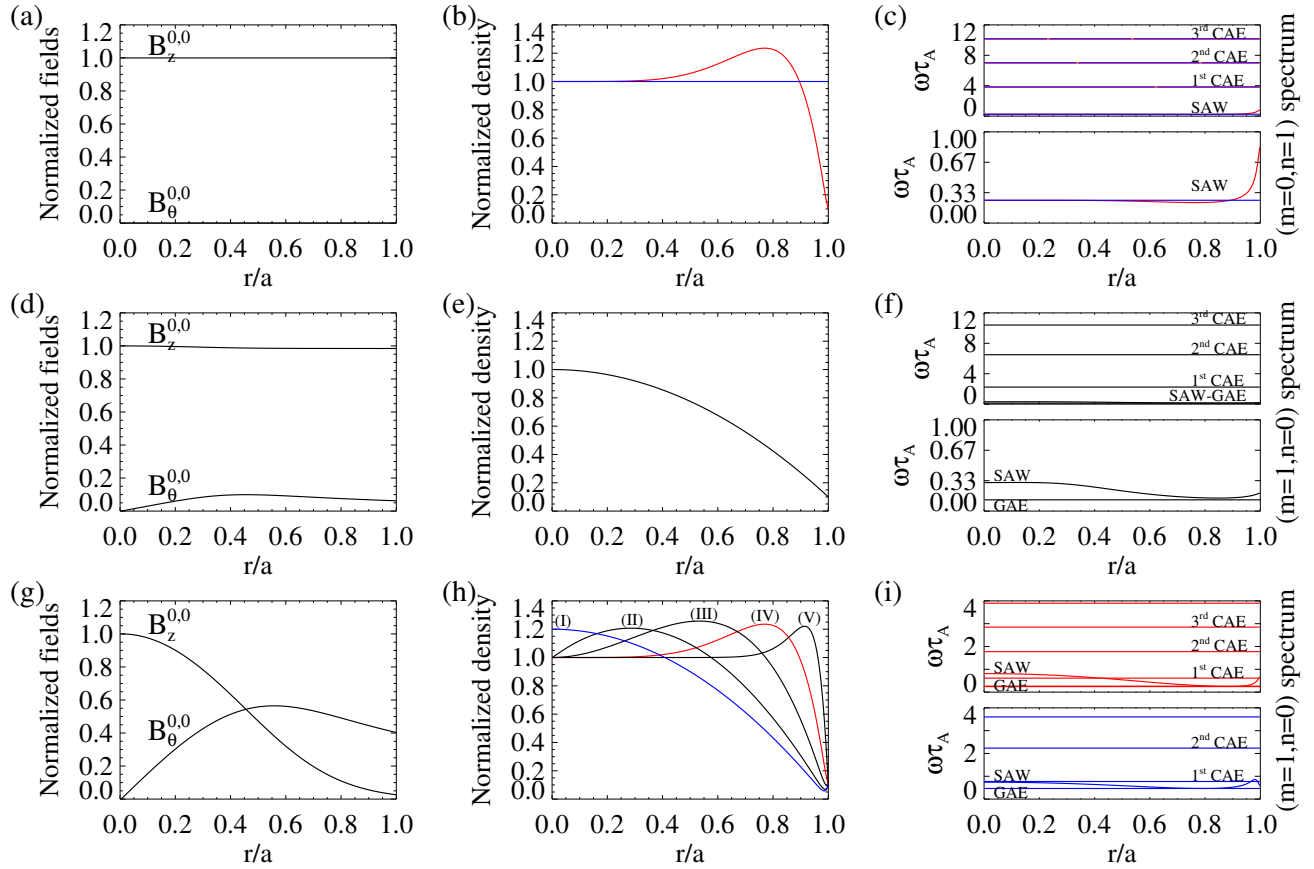 (a)
Normalized fields
1.2
1.0
0.8
0.6
0.4
0.2
0.0
B_z^{0,0}
B_θ^{0,0}
0.0 0.2 0.4 0.6 0.8 1.0
r/a
(b)
Normalized density
1.4
1.2
1.0
0.8
0.6
0.4
0.2
0.0
0.0 0.2 0.4 0.6 0.8 1.0
r/a
(c)
ωτ_A
12
8
4
0
3rd CAE
2nd CAE
1st CAE
SAW
ωτ_A
1.00
0.67
0.33
0.00
SAW
0.0 0.2 0.4 0.6 0.8 1.0
r/a
(m=0,n=1) spectrum
(d)
Normalized fields
1.2
1.0
0.8
0.6
0.4
0.2
0.0
B_z^{0,0}
B_θ^{0,0}
0.0 0.2 0.4 0.6 0.8 1.0
r/a
(e)
Normalized density
1.4
1.2
1.0
0.8
0.6
0.4
0.2
0.0
0.0 0.2 0.4 0.6 0.8 1.0
r/a
(f)
ωτ_A
12
8
4
0
3rd CAE
2nd CAE
1st CAE
SAW-GAE
ωτ_A
1.00
0.67
0.33
0.00
SAW
GAE
0.0 0.2 0.4 0.6 0.8 1.0
r/a
(m=1,n=0) spectrum
(g)
Normalized fields
1.2
1.0
0.8
0.6
0.4
0.2
0.0
B_z^{0,0}
B_θ^{0,0}
0.0 0.2 0.4 0.6 0.8 1.0
r/a
(h)
Normalized density
1.4
1.2
1.0
0.8
0.6
0.4
0.2
0.0
(I) (II) (III) (IV) (V)
0.0 0.2 0.4 0.6 0.8 1.0
r/a
(i)
ωτ_A
4
2
0
3rd CAE
2nd CAE
SAW 1st CAE
GAE
ωτ_A
4
2
0
2nd CAE
SAW 1st CAE
GAE
0.0 0.2 0.4 0.6 0.8 1.0
r/a
(m=1,n=0) spectrum